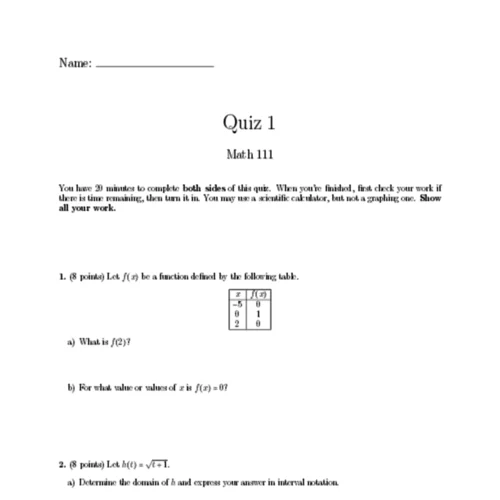 Name:
Quiz 1
Math 111
You have 20 minutes to complete both sides of this quiz. When you're finished, first check your work if
there is time remaining, then turn it in. You may use a scientific calculator, but not a graphing one. Show
all your work.
1. (8 points) Let f(x) be a function defined by the following table.
x f(x)
-5 0
0 1
2 0
a) What is f(2)?
b) For what value or values of x is f(x) = 0?
2. (8 points) Let h(t) = √t+1.
a) Determine the domain of h and express your answer in interval notation.